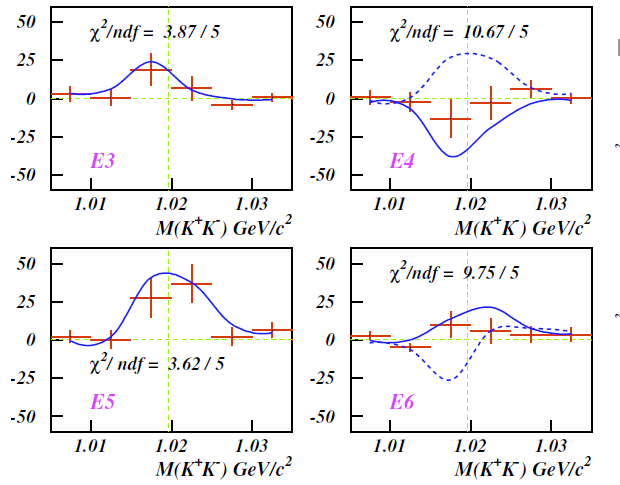 50
25
0
-25
-50
χ²/ndf = 3.87 / 5
E3
1.01 1.02 1.03
M(K⁺K⁻) GeV/c²
50
25
0
-25
-50
χ²/ndf = 10.67 / 5
E4
1.01 1.02 1.03
M(K⁺K⁻) GeV/c²
50
25
0
-25
-50
χ²/ ndf = 3.62 / 5
E5
1.01 1.02 1.03
M(K⁺K⁻) GeV/c²
50
25
0
-25
-50
χ²/ndf = 9.75 / 5
E6
1.01 1.02 1.03
M(K⁺K⁻) GeV/c²